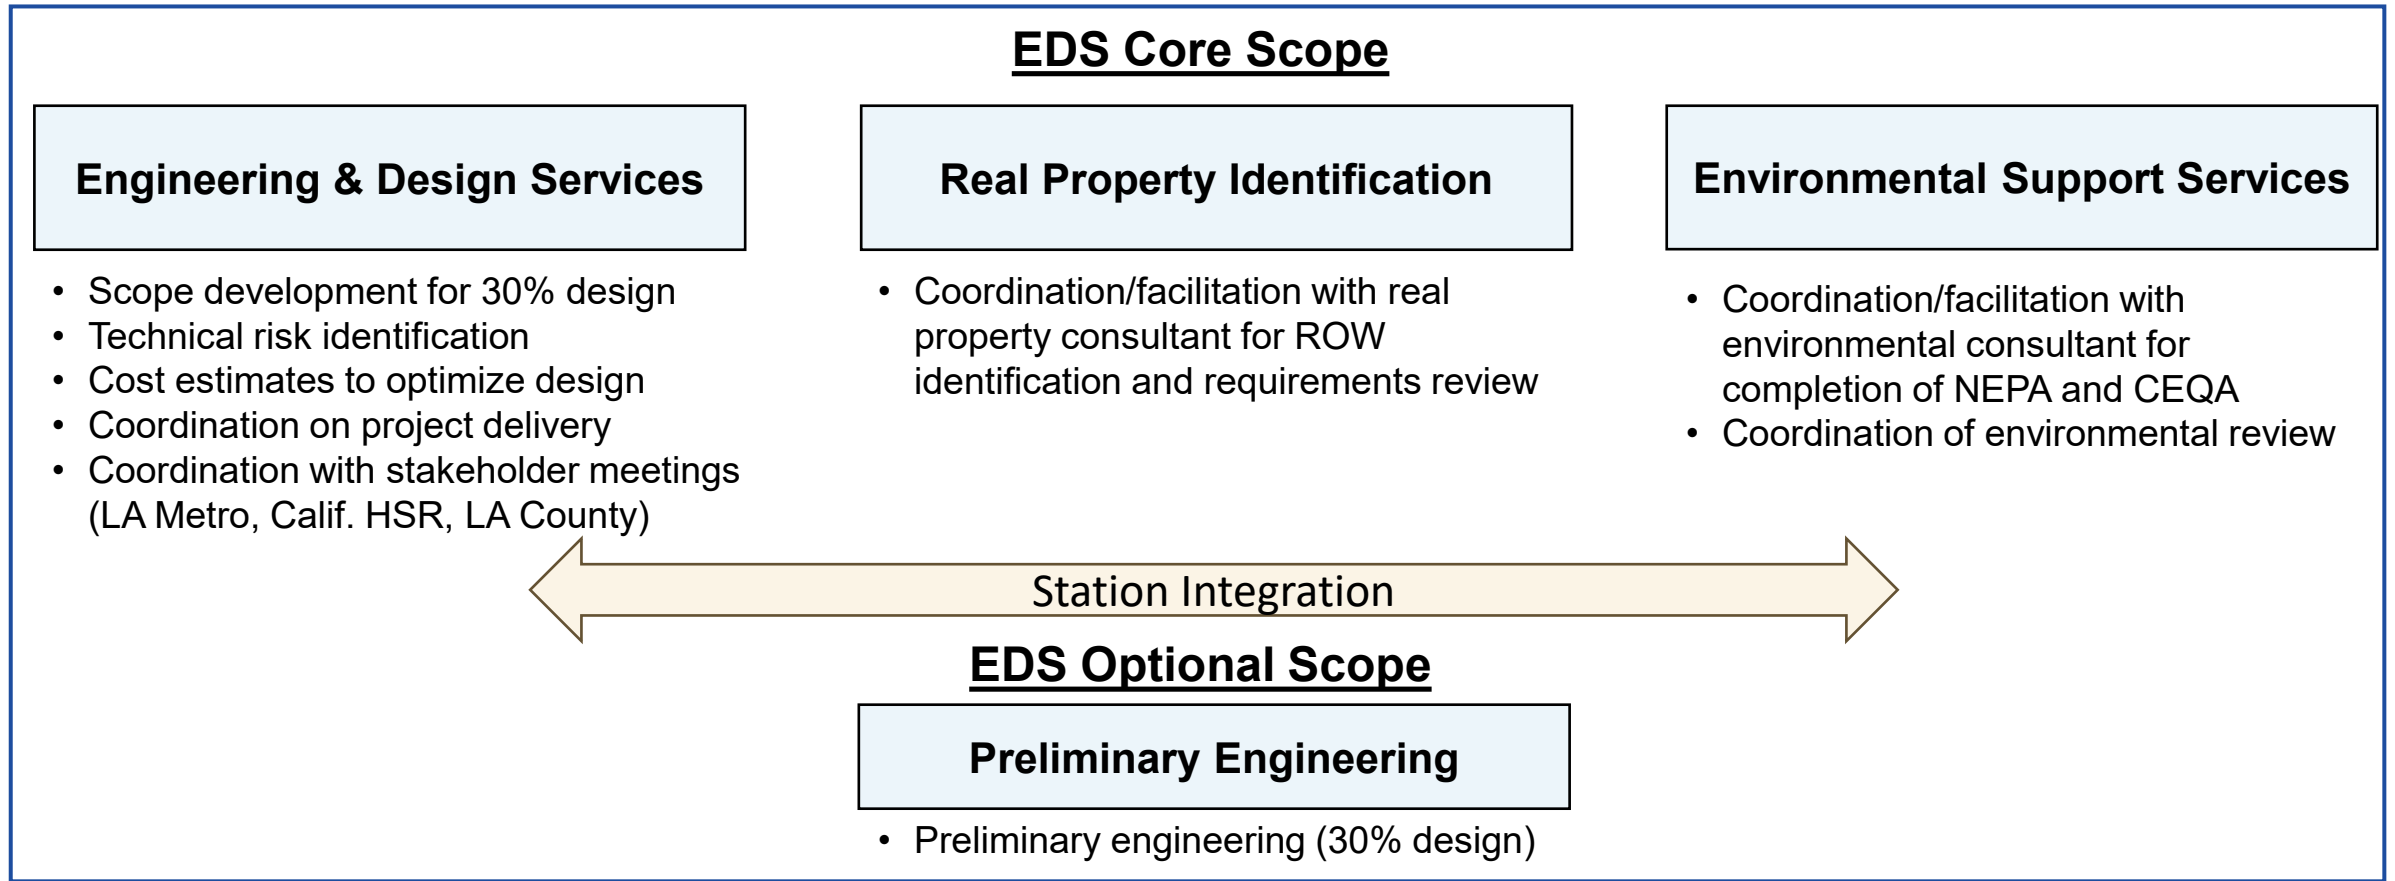 EDS Core Scope
Engineering & Design Services
• Scope development for 30% design
• Technical risk identification
• Cost estimates to optimize design
• Coordination on project delivery
• Coordination with stakeholder meetings
(LA Metro, Calif. HSR, LA County)
Real Property Identification
• Coordination/facilitation with real
property consultant for ROW
identification and requirements review
Environmental Support Services
• Coordination/facilitation with
environmental consultant for
completion of NEPA and CEQA
• Coordination of environmental review
Station Integration
EDS Optional Scope
Preliminary Engineering
• Preliminary engineering (30% design)